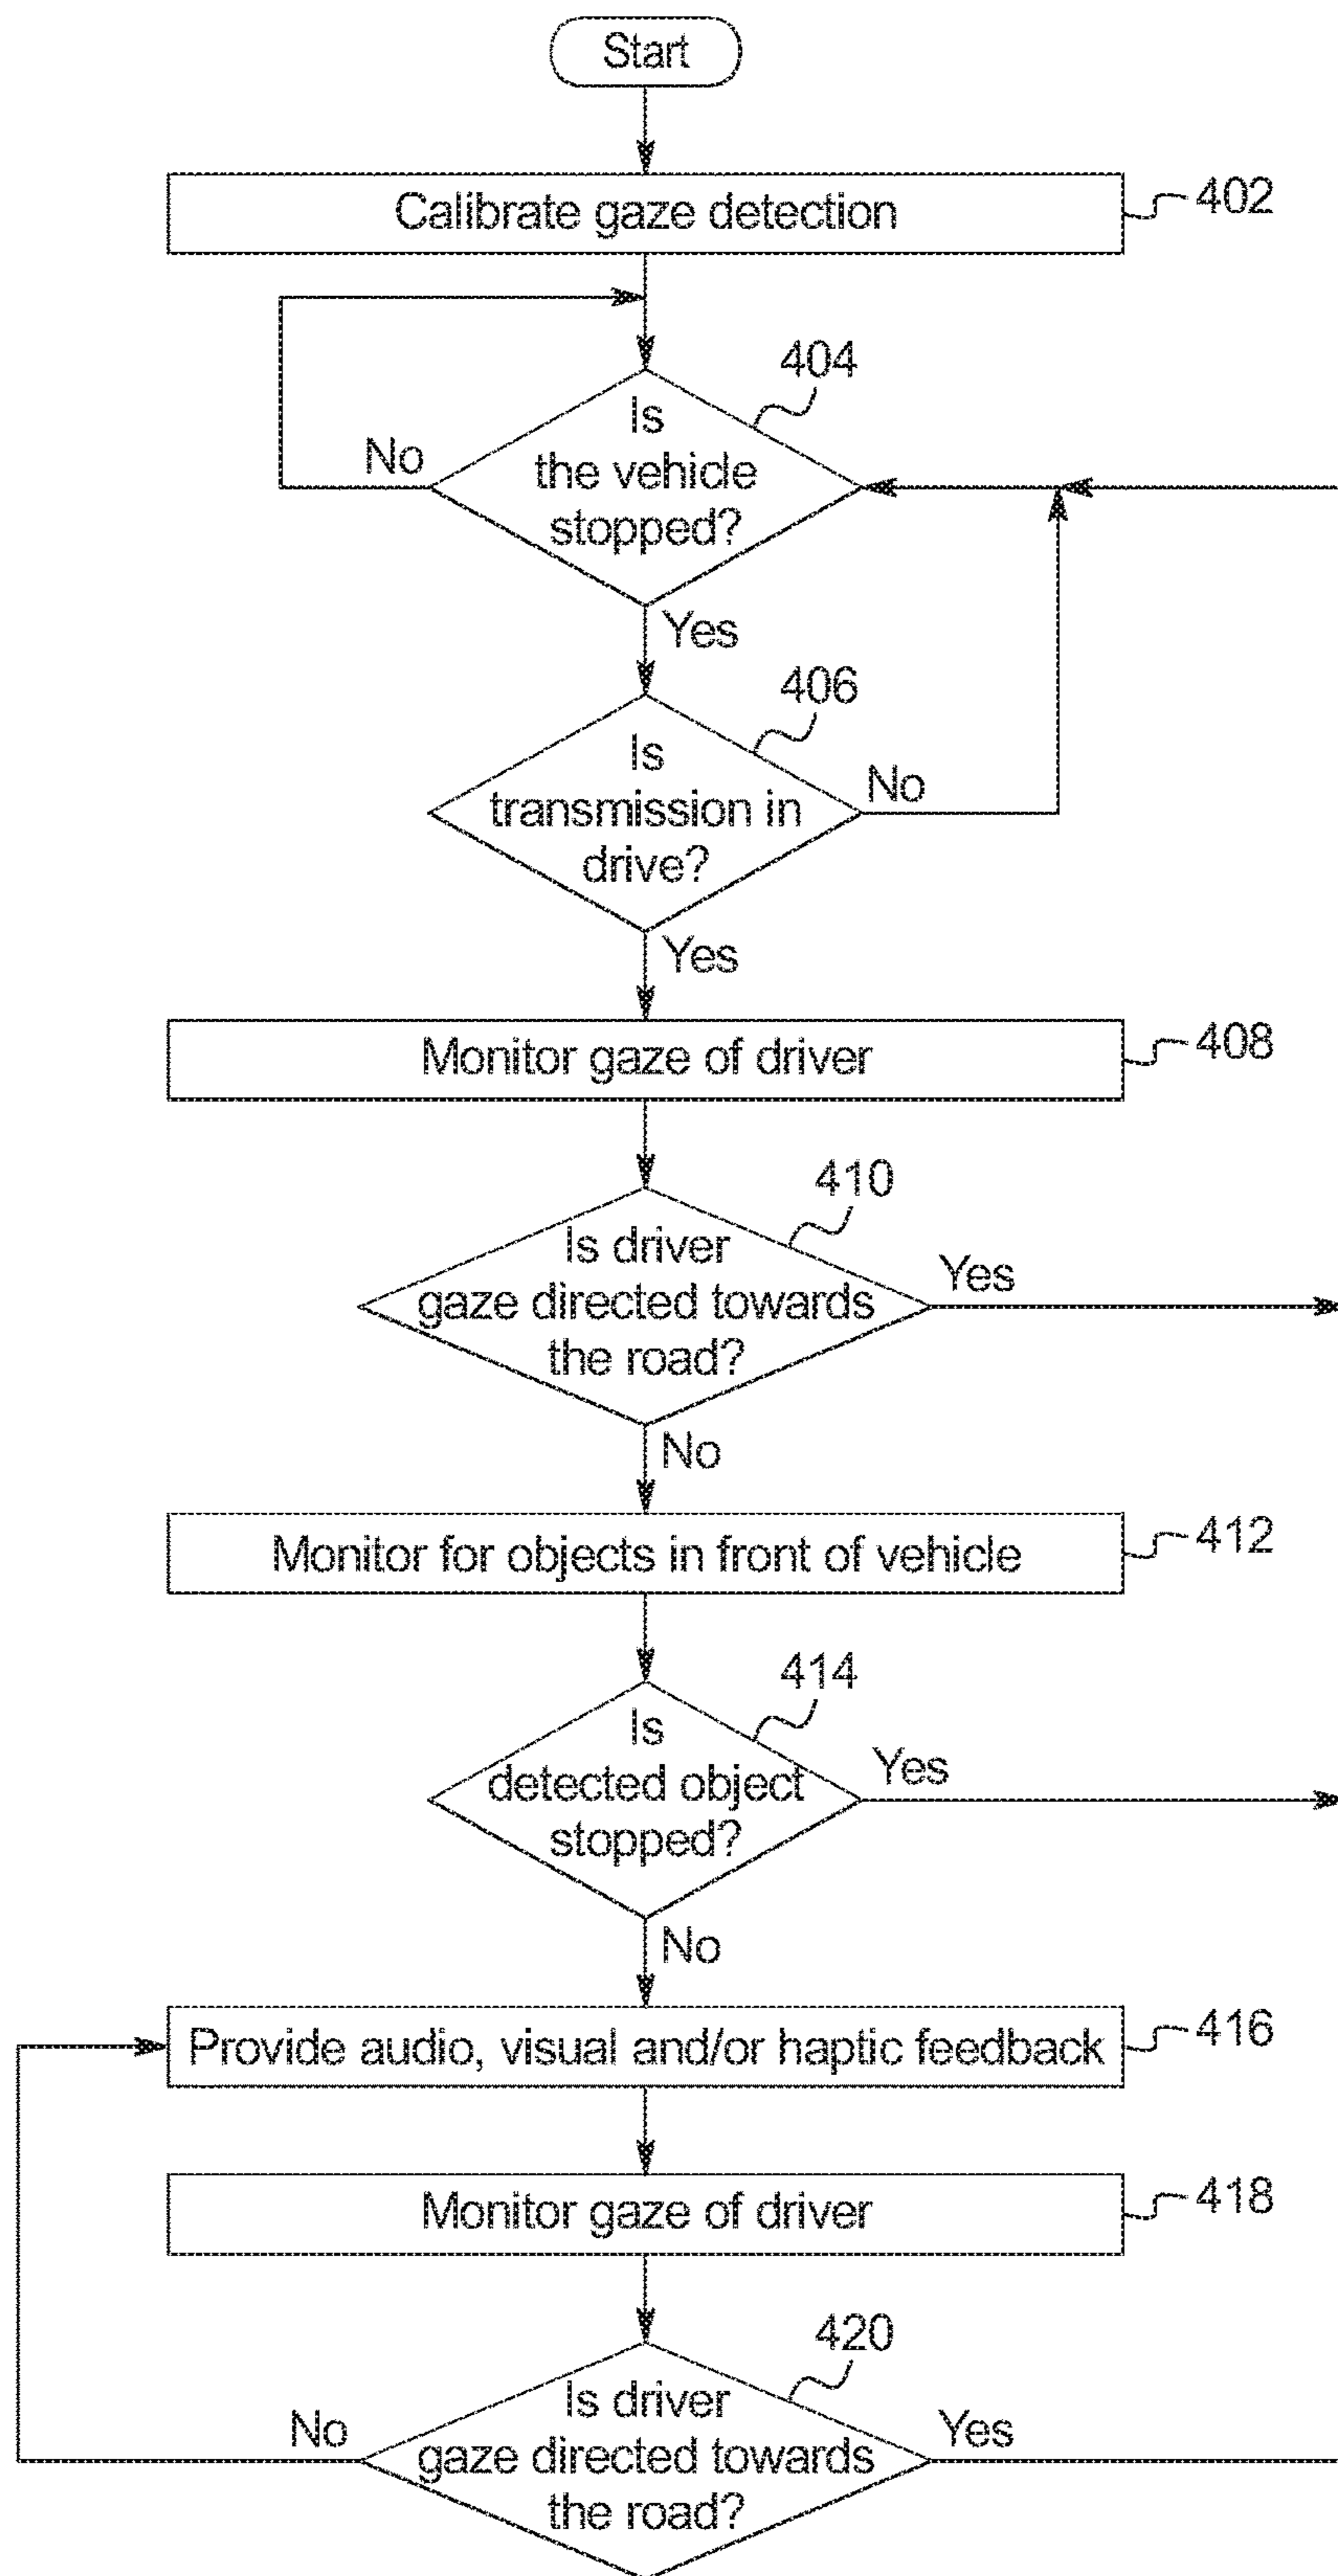 Start
Calibrate gaze detection
402
404
Is
the vehicle
stopped?
No
Yes
406
Is
transmission in
drive?
No
Yes
Monitor gaze of driver
408
410
Is driver
gaze directed towards
the road?
Yes
No
Monitor for objects in front of vehicle
412
414
Is
detected object
stopped?
Yes
No
Provide audio, visual and/or haptic feedback
416
Monitor gaze of driver
418
420
Is driver
gaze directed towards
the road?
No
Yes